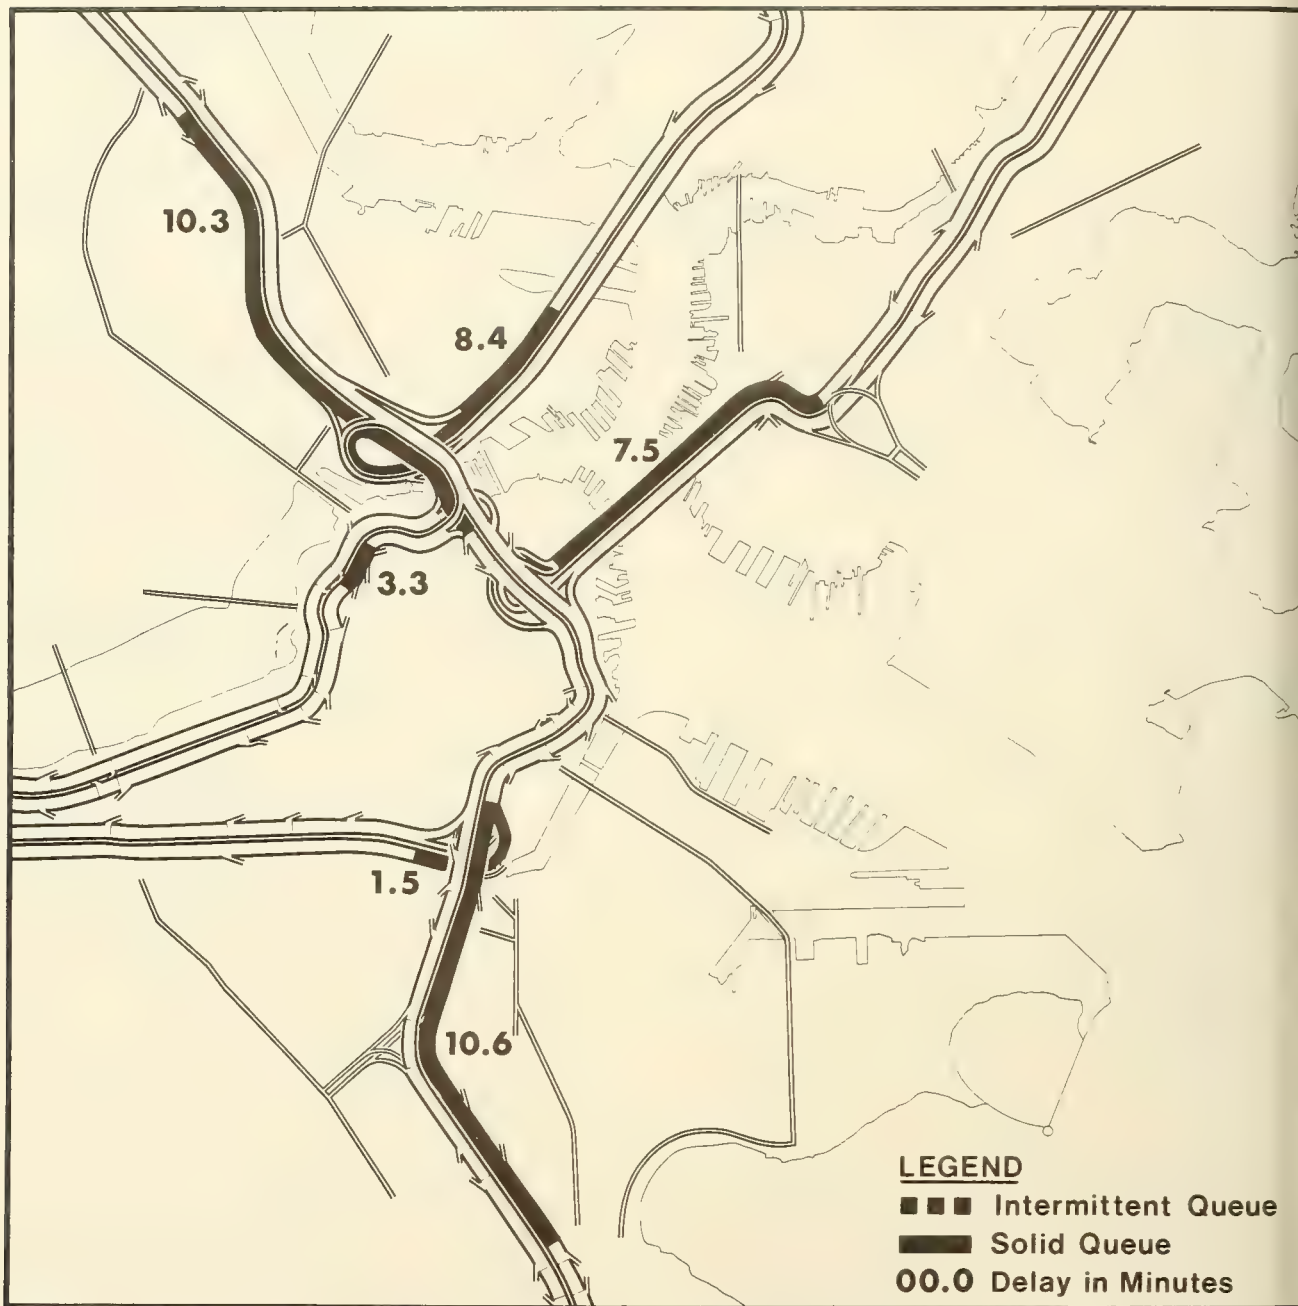 10.3
8.4
7.5
3.3
1.5
10.6
LEGEND
Intermittent Queue
Solid Queue
00.0 Delay in Minutes